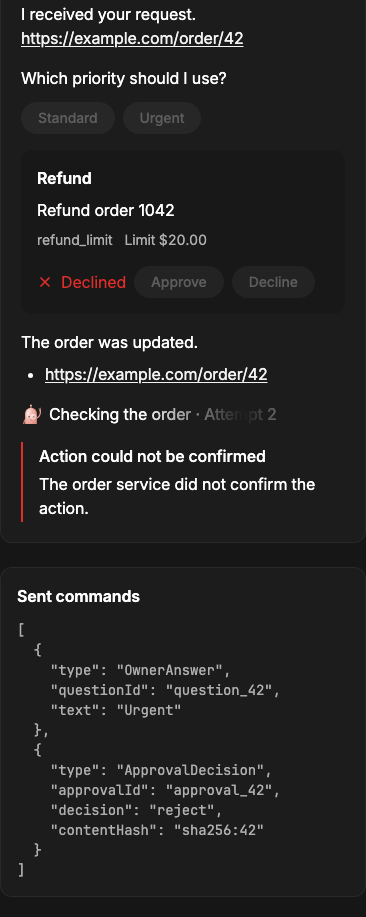 I received your request.
https://example.com/order/42
Which priority should I use?
Standard Urgent
Refund
Refund order 1042
refund_limit Limit $20.00
✕ Declined Approve Decline
The order was updated.
• https://example.com/order/42
Checking the order · Attempt 2
Action could not be confirmed
The order service did not confirm the
action.
Sent commands
[
  {
    "type": "OwnerAnswer",
    "questionId": "question_42",
    "text": "Urgent"
  },
  {
    "type": "ApprovalDecision",
    "approvalId": "approval_42",
    "decision": "reject",
    "contentHash": "sha256:42"
  }
]